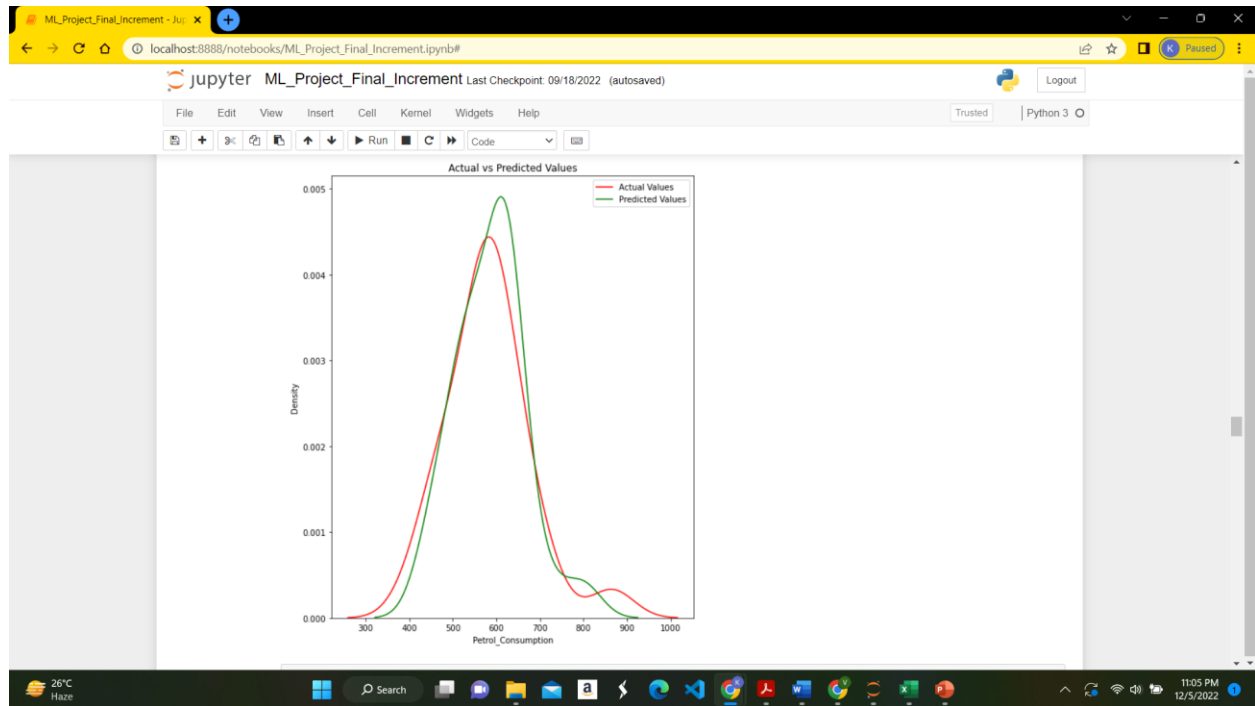 ML_Project_Final_Increment - Jup
localhost:8888/notebooks/ML_Project_Final_Increment.ipynb#
K Paused
jupyter ML_Project_Final_Increment Last Checkpoint: 09/18/2022 (autosaved)
Logout
File Edit View Insert Cell Kernel Widgets Help
Trusted Python 3
Run Code
Actual vs Predicted Values
Actual Values
Predicted Values
0.005
0.004
0.003
0.002
0.001
0.000
Density
300 400 500 600 700 800 900 1000
Petrol_Consumption
26°C
Haze
Search
11:05 PM
12/5/2022
1